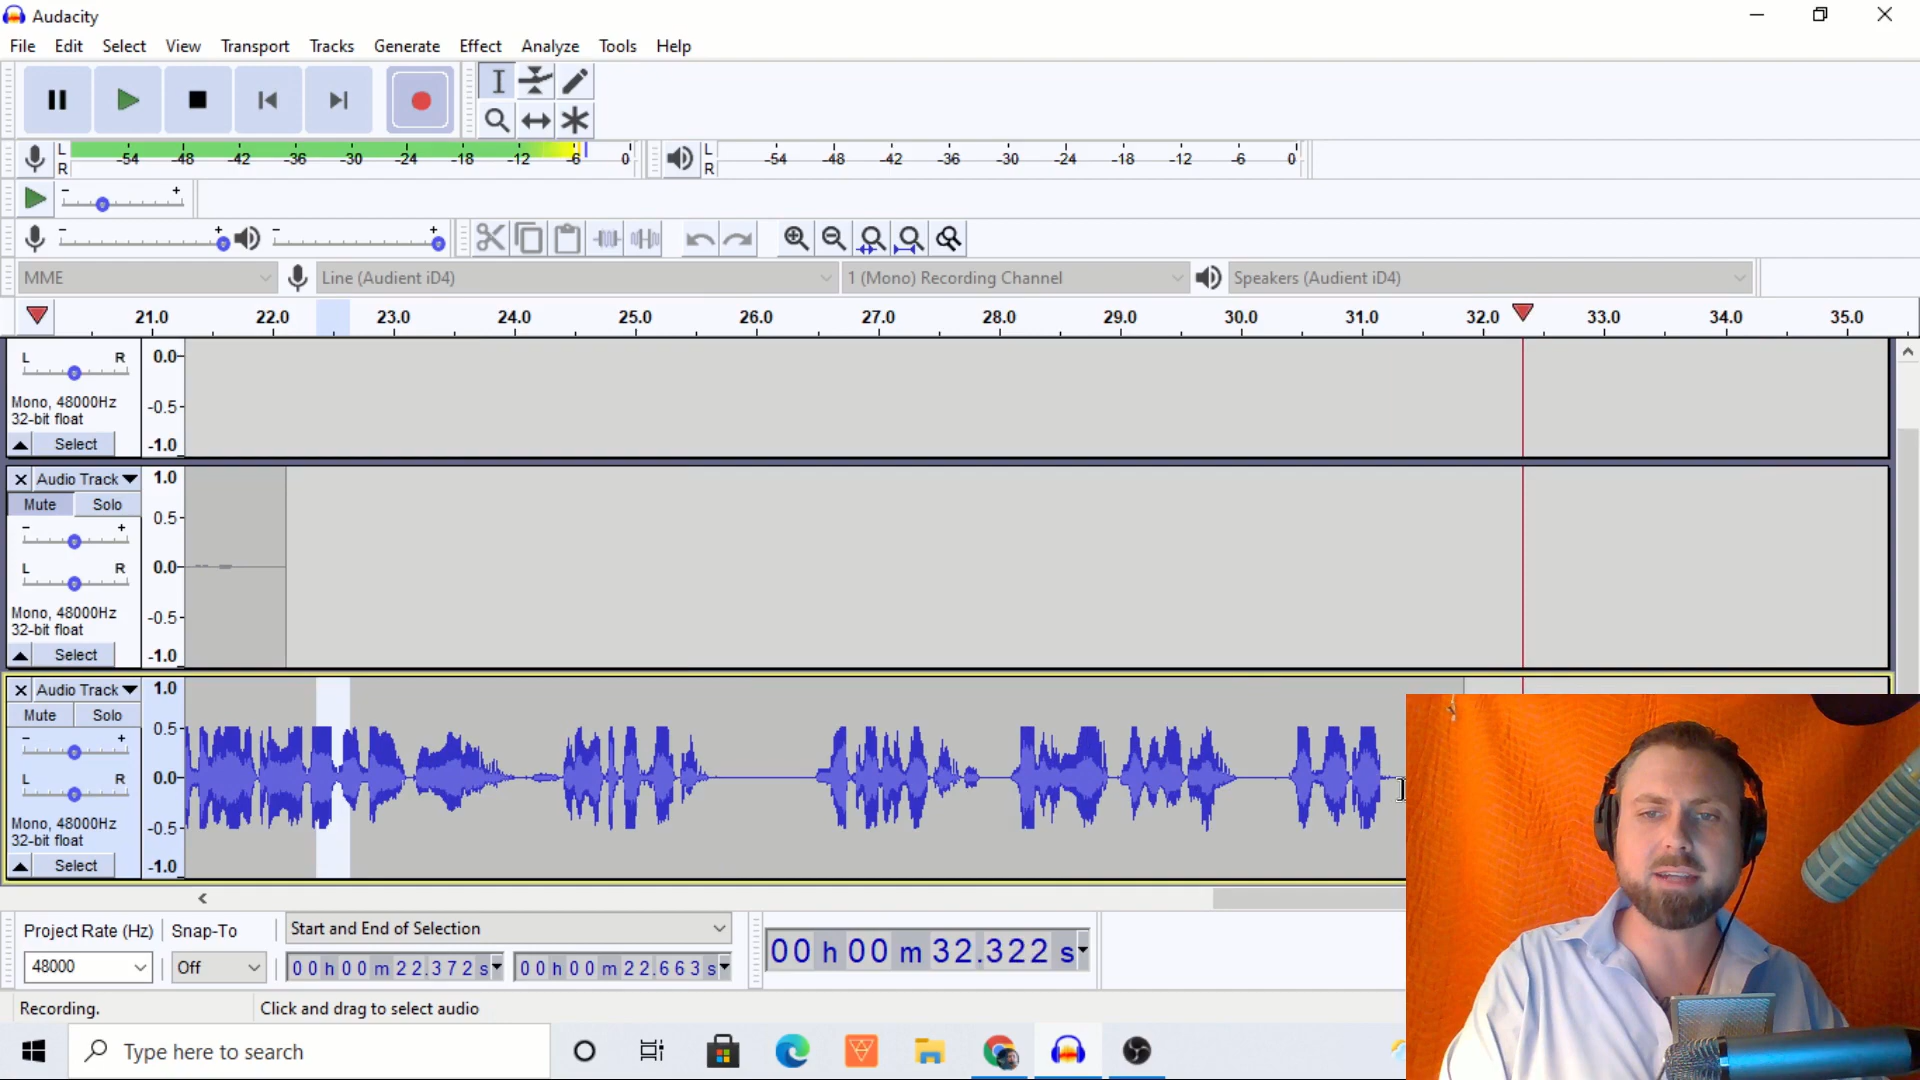 Audacity
File Edit Select View Transport Tracks Generate Effect Analyze Tools Help
L
R
-54 -48 -42 -36 -30 -24 -18 -12 -6 0
L
R
-54 -48 -42 -36 -30 -24 -18 -12 -6 0
- +
- +
- +
MME
Line (Audient iD4)
1 (Mono) Recording Channel
Speakers (Audient iD4)
21.0 22.0 23.0 24.0 25.0 26.0 27.0 28.0 29.0 30.0 31.0 32.0 33.0 34.0 35.0
L R
Mono, 48000Hz
32-bit float
Select
0.0
-0.5
-1.0
Audio Track
Mute Solo
- +
L R
Mono, 48000Hz
32-bit float
Select
1.0
0.5
0.0
-0.5
-1.0
Audio Track
Mute Solo
- +
L R
Mono, 48000Hz
32-bit float
Select
1.0
0.5
0.0
-0.5
-1.0
Project Rate (Hz)
Snap-To
Start and End of Selection
48000
Off
00 h 00 m 22.372 s
00 h 00 m 22.663 s
00 h 00 m 32.322 s
Recording.
Click and drag to select audio
Type here to search